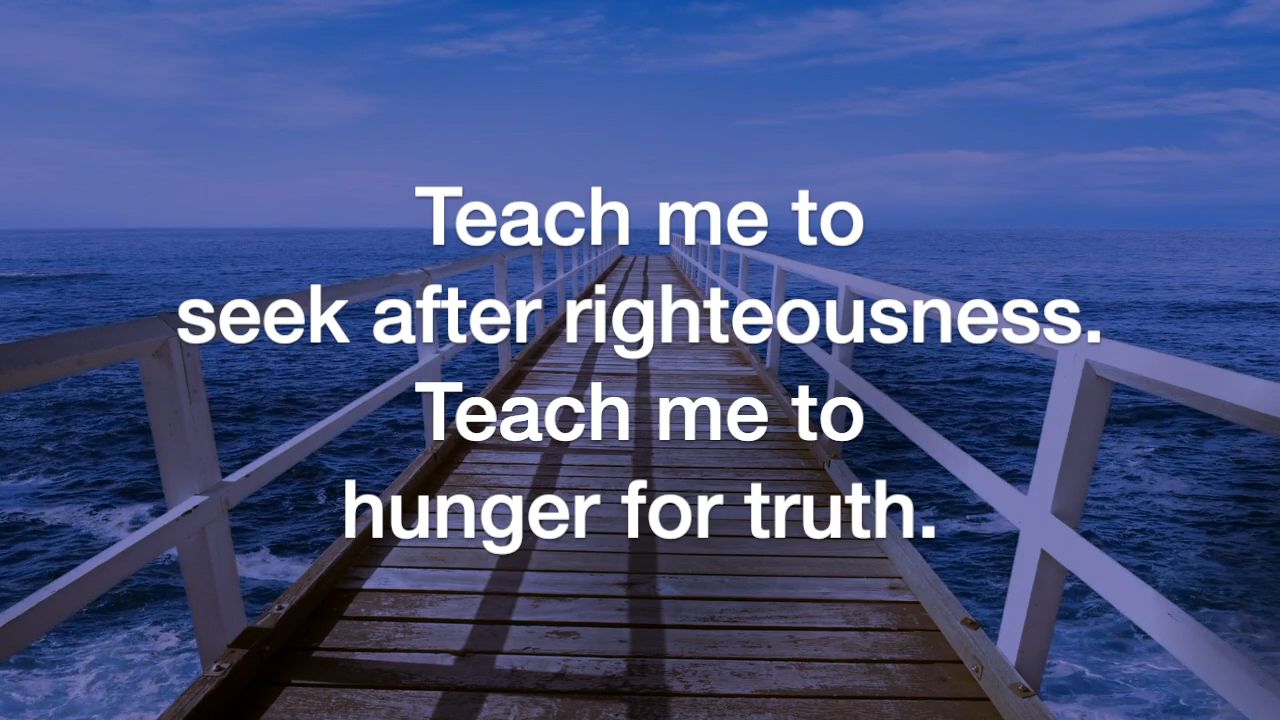 Teach me to
seek after righteousness.
Teach me to
hunger for truth.